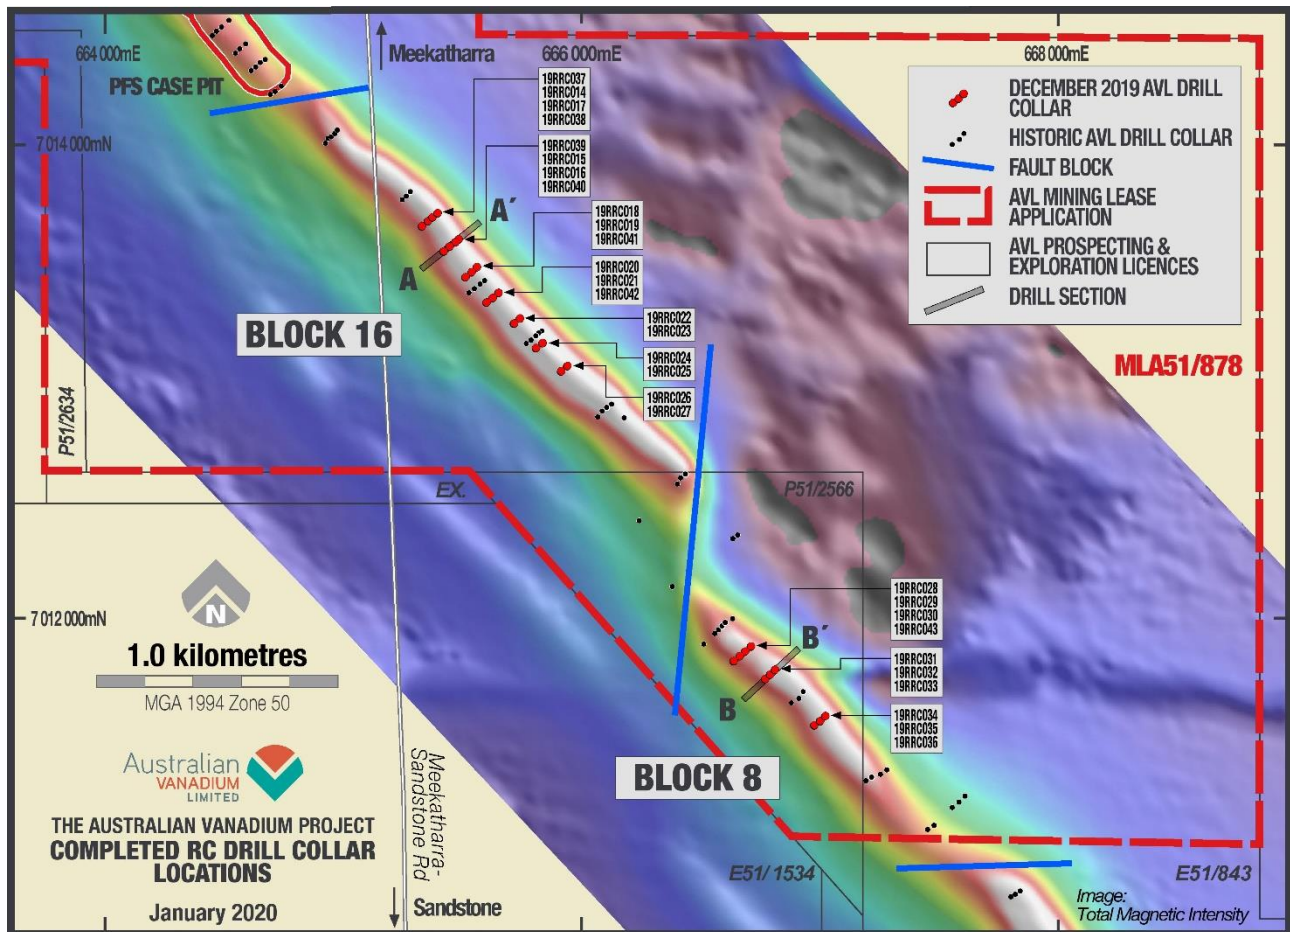 664 000mE
666 000mE
668 000mE
Meekatharra
PFS CASE PIT
7 014 000mN
19RRC037
19RRC014
19RRC017
19RRC038
19RRC039
19RRC015
19RRC016
19RRC040
A´
A
19RRC018
19RRC019
19RRC041
19RRC020
19RRC021
19RRC042
19RRC022
19RRC023
19RRC024
19RRC025
19RRC026
19RRC027
DECEMBER 2019 AVL DRILL
COLLAR
HISTORIC AVL DRILL COLLAR
FAULT BLOCK
AVL MINING LEASE
APPLICATION
AVL PROSPECTING &
EXPLORATION LICENCES
DRILL SECTION
BLOCK 16
MLA51/878
P51/2634
EX.
P51/2566
7 012 000mN
19RRC028
19RRC029
19RRC030
19RRC043
B´
B
19RRC031
19RRC032
19RRC033
19RRC034
19RRC035
19RRC036
BLOCK 8
N
1.0 kilometres
MGA 1994 Zone 50
Australian
VANADIUM
LIMITED
THE AUSTRALIAN VANADIUM PROJECT
COMPLETED RC DRILL COLLAR
LOCATIONS
January 2020
Meekatharra-
Sandstone Rd
Sandstone
E51/ 1534
E51/843
Image:
Total Magnetic Intensity